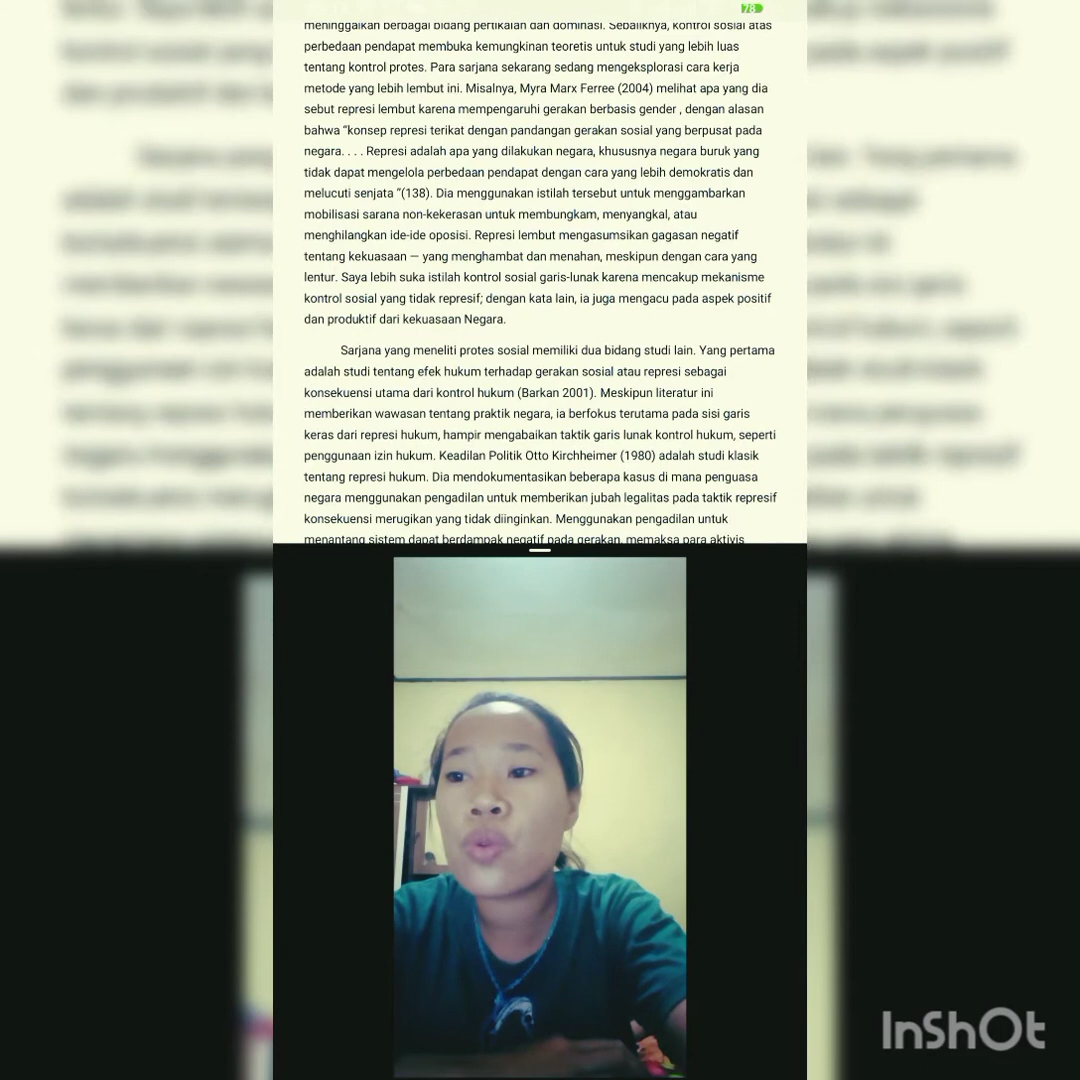 78
meninggalkan berbagai bidang pertikaian dan dominasi. Sebaliknya, kontrol sosial atas
perbedaan pendapat membuka kemungkinan teoretis untuk studi yang lebih luas
tentang kontrol protes. Para sarjana sekarang sedang mengeksplorasi cara kerja
metode yang lebih lembut ini. Misalnya, Myra Marx Ferree (2004) melihat apa yang dia
sebut represi lembut karena mempengaruhi gerakan berbasis gender , dengan alasan
bahwa “konsep represi terikat dengan pandangan gerakan sosial yang berpusat pada
negara. . . . Represi adalah apa yang dilakukan negara, khususnya negara buruk yang
tidak dapat mengelola perbedaan pendapat dengan cara yang lebih demokratis dan
melucuti senjata “(138). Dia menggunakan istilah tersebut untuk menggambarkan
mobilisasi sarana non-kekerasan untuk membungkam, menyangkal, atau
menghilangkan ide-ide oposisi. Represi lembut mengasumsikan gagasan negatif
tentang kekuasaan — yang menghambat dan menahan, meskipun dengan cara yang
lentur. Saya lebih suka istilah kontrol sosial garis-lunak karena mencakup mekanisme
kontrol sosial yang tidak represif; dengan kata lain, ia juga mengacu pada aspek positif
dan produktif dari kekuasaan Negara.
Sarjana yang meneliti protes sosial memiliki dua bidang studi lain. Yang pertama
adalah studi tentang efek hukum terhadap gerakan sosial atau represi sebagai
konsekuensi utama dari kontrol hukum (Barkan 2001). Meskipun literatur ini
memberikan wawasan tentang praktik negara, ia berfokus terutama pada sisi garis
keras dari represi hukum, hampir mengabaikan taktik garis lunak kontrol hukum, seperti
penggunaan izin hukum. Keadilan Politik Otto Kirchheimer (1980) adalah studi klasik
tentang represi hukum. Dia mendokumentasikan beberapa kasus di mana penguasa
negara menggunakan pengadilan untuk memberikan jubah legalitas pada taktik represif
konsekuensi merugikan yang tidak diinginkan. Menggunakan pengadilan untuk
menantang sistem dapat berdampak negatif pada gerakan, memaksa para aktivis
InShOt